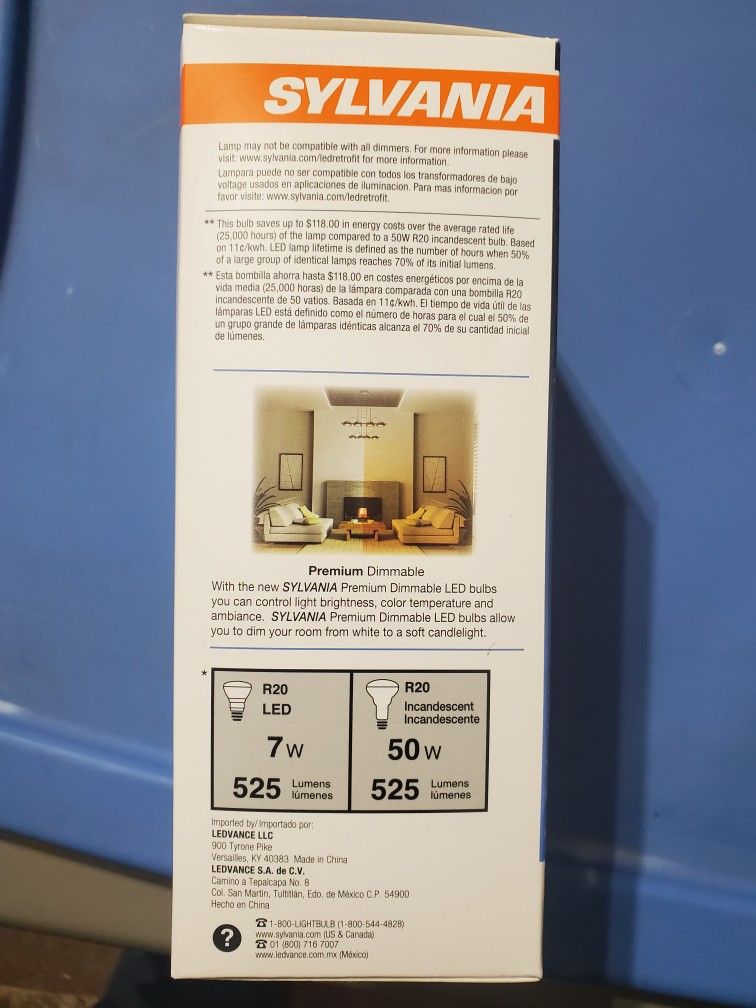 SYLVANIA
Lamp may not be compatible with all dimmers. For more information please
visit: www.sylvania.com/ledretrofit for more information.
Lampara puede no ser compatible con todos los transformadores de bajo
voltage usados en aplicaciones de iluminacion. Para mas informacion por
favor visite: www.sylvania.com/ledretrofit.
** This bulb saves up to $118.00 in energy costs over the average rated life
(25,000 hours) of the lamp compared to a 50W R20 incandescent bulb. Based
on 11¢/kwh. LED lamp lifetime is defined as the number of hours when 50%
of a large group of identical lamps reaches 70% of its initial lumens.
** Esta bombilla ahorra hasta $118.00 en costes energéticos por encima de la
vida media (25,000 horas) de la lámpara comparada con una bombilla R20
incandescente de 50 vatios. Basada en 11¢/kwh. El tiempo de vida útil de las
lámparas LED está definido como el número de horas para el cual el 50% de
un grupo grande de lámparas idénticas alcanza el 70% de su cantidad inicial
de lúmenes.
Premium Dimmable
With the new SYLVANIA Premium Dimmable LED bulbs
you can control light brightness, color temperature and
ambiance. SYLVANIA Premium Dimmable LED bulbs allow
you to dim your room from white to a soft candlelight.
*
R20
LED
7 W
525 Lumens
lúmenes
R20
Incandescent
Incandescente
50 W
525 Lumens
lúmenes
Imported by/Importado por:
LEDVANCE LLC
900 Tyrone Pike
Versailles, KY 40383 Made in China
LEDVANCE S.A. de C.V.
Camino a Tepalcapa No. 8
Col. San Martin, Tultitlán, Edo. de México C.P. 54900
Hecho en China
?
1-800-LIGHTBULB (1-800-544-4828)
www.sylvania.com (US & Canada)
01 (800) 716 7007
www.ledvance.com.mx (México)